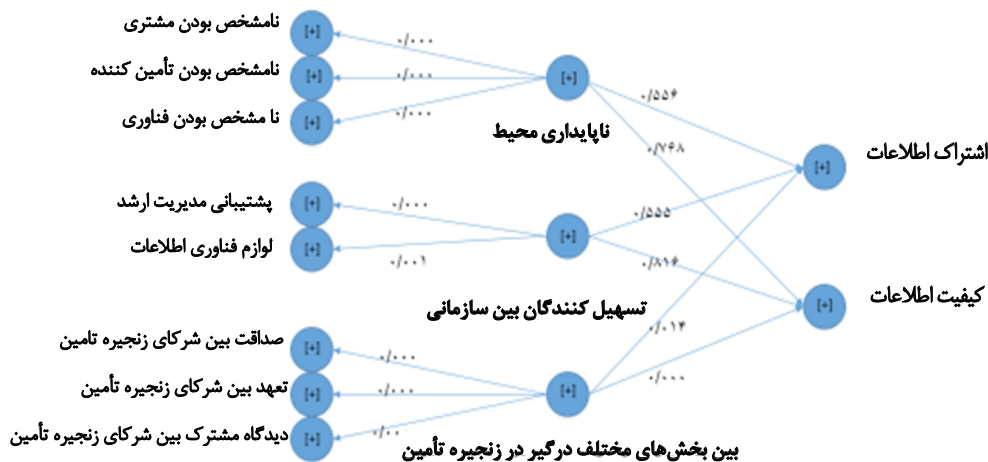 نامشخص بودن مشتری
[+]
۰/۰۰۰
نامشخص بودن تأمین کننده
[+]
۰/۰۰۰
[+]
نا مشخص بودن فناوری
[+]
۰/۰۰۰
ناپایداری محیط
۰/۵۵۶
۰/۷۶۸
اشتراک اطلاعات
[+]
پشتیبانی مدیریت ارشد
[+]
۰/۰۰۰
۰/۵۵۵
لوازم فناوری اطلاعات
[+]
۰/۰۰۱
[+]
۰/۸۱۶
تسهیل کنندگان بین سازمانی
کیفیت اطلاعات
[+]
۰/۰۱۴
صداقت بین شرکای زنجیره تامین
[+]
۰/۰۰۰
تعهد بین شرکای زنجیره تأمین
[+]
۰/۰۰۰
[+]
۰/۰۰۰
دیدگاه مشترک بین شرکای زنجیره تأمین
[+]
۰/۰۰
بین بخش‌های مختلف درگیر در زنجیره تأمین